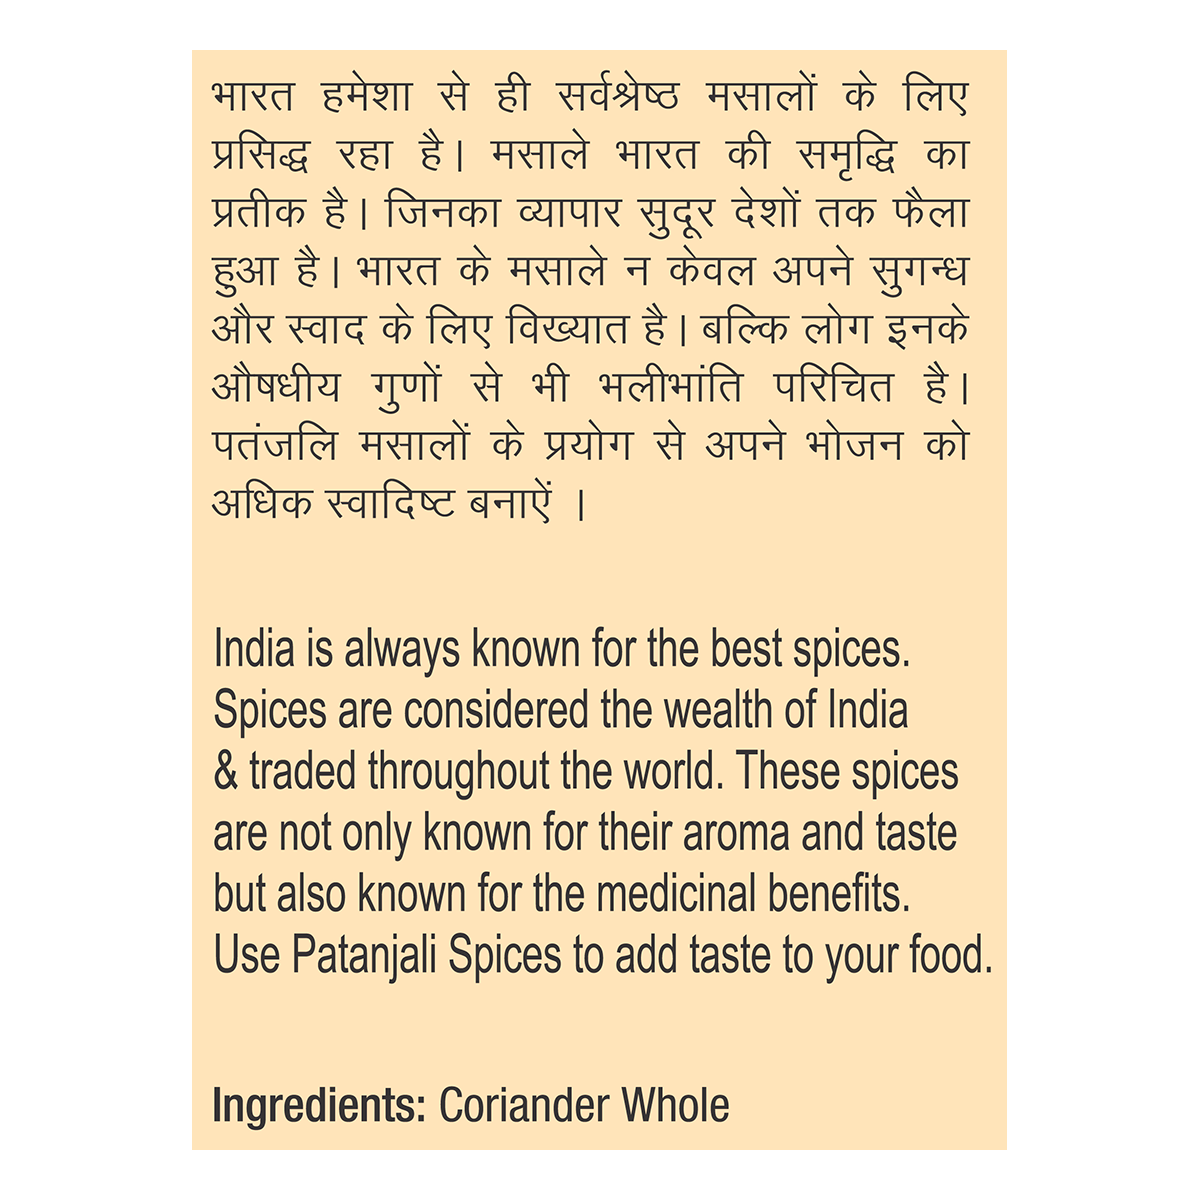 भारत हमेशा से ही सर्वश्रेष्ठ मसालों के लिए
प्रसिद्ध रहा है। मसाले भारत की समृद्धि का
प्रतीक है। जिनका व्यापार सुदूर देशों तक फैला
हुआ है। भारत के मसाले न केवल अपने सुगन्ध
और स्वाद के लिए विख्यात है। बल्कि लोग इनके
औषधीय गुणों से भी भलीभांति परिचित है।
पतंजलि मसालों के प्रयोग से अपने भोजन को
अधिक स्वादिष्ट बनाऐं ।
India is always known for the best spices.
Spices are considered the wealth of India
& traded throughout the world. These spices
are not only known for their aroma and taste
but also known for the medicinal benefits.
Use Patanjali Spices to add taste to your food.
Ingredients: Coriander Whole